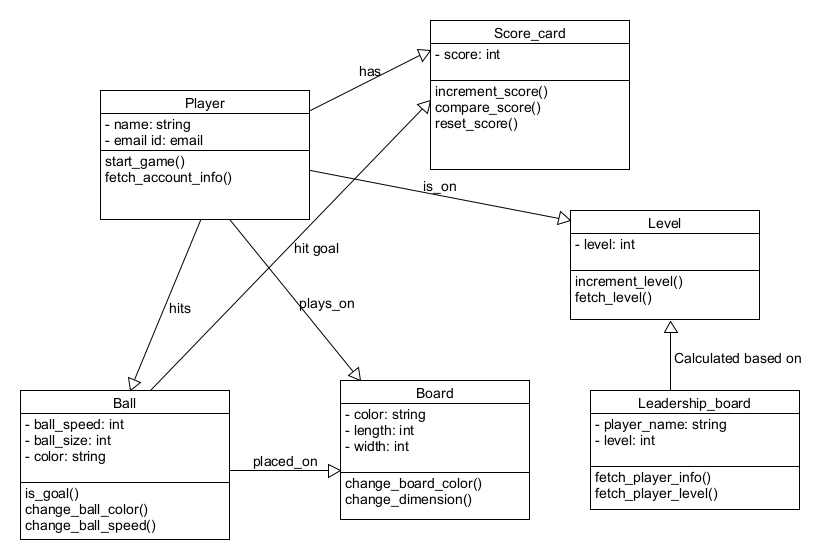 Score_card
- score: int
increment_score()
compare_score()
reset_score()
has
Player
- name: string
- email id: email
start_game()
fetch_account_info()
is_on
Level
- level: int
increment_level()
fetch_level()
hit goal
hits
plays_on
Calculated based on
Ball
- ball_speed: int
- ball_size: int
- color: string
is_goal()
change_ball_color()
change_ball_speed()
placed_on
Board
- color: string
- length: int
- width: int
change_board_color()
change_dimension()
Leadership_board
- player_name: string
- level: int
fetch_player_info()
fetch_player_level()